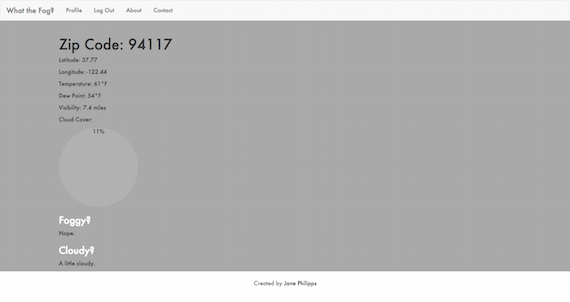 What the Fog?
Profile
Log Out
About
Contact
Zip Code: 94117
Latitude: 37.77
Longitude: -122.44
Temperature: 61°F
Dew Point: 54°F
Visibility: 7.4 miles
Cloud Cover:
11%
Foggy?
Nope.
Cloudy?
A little cloudy.
Created by Jane Philipps